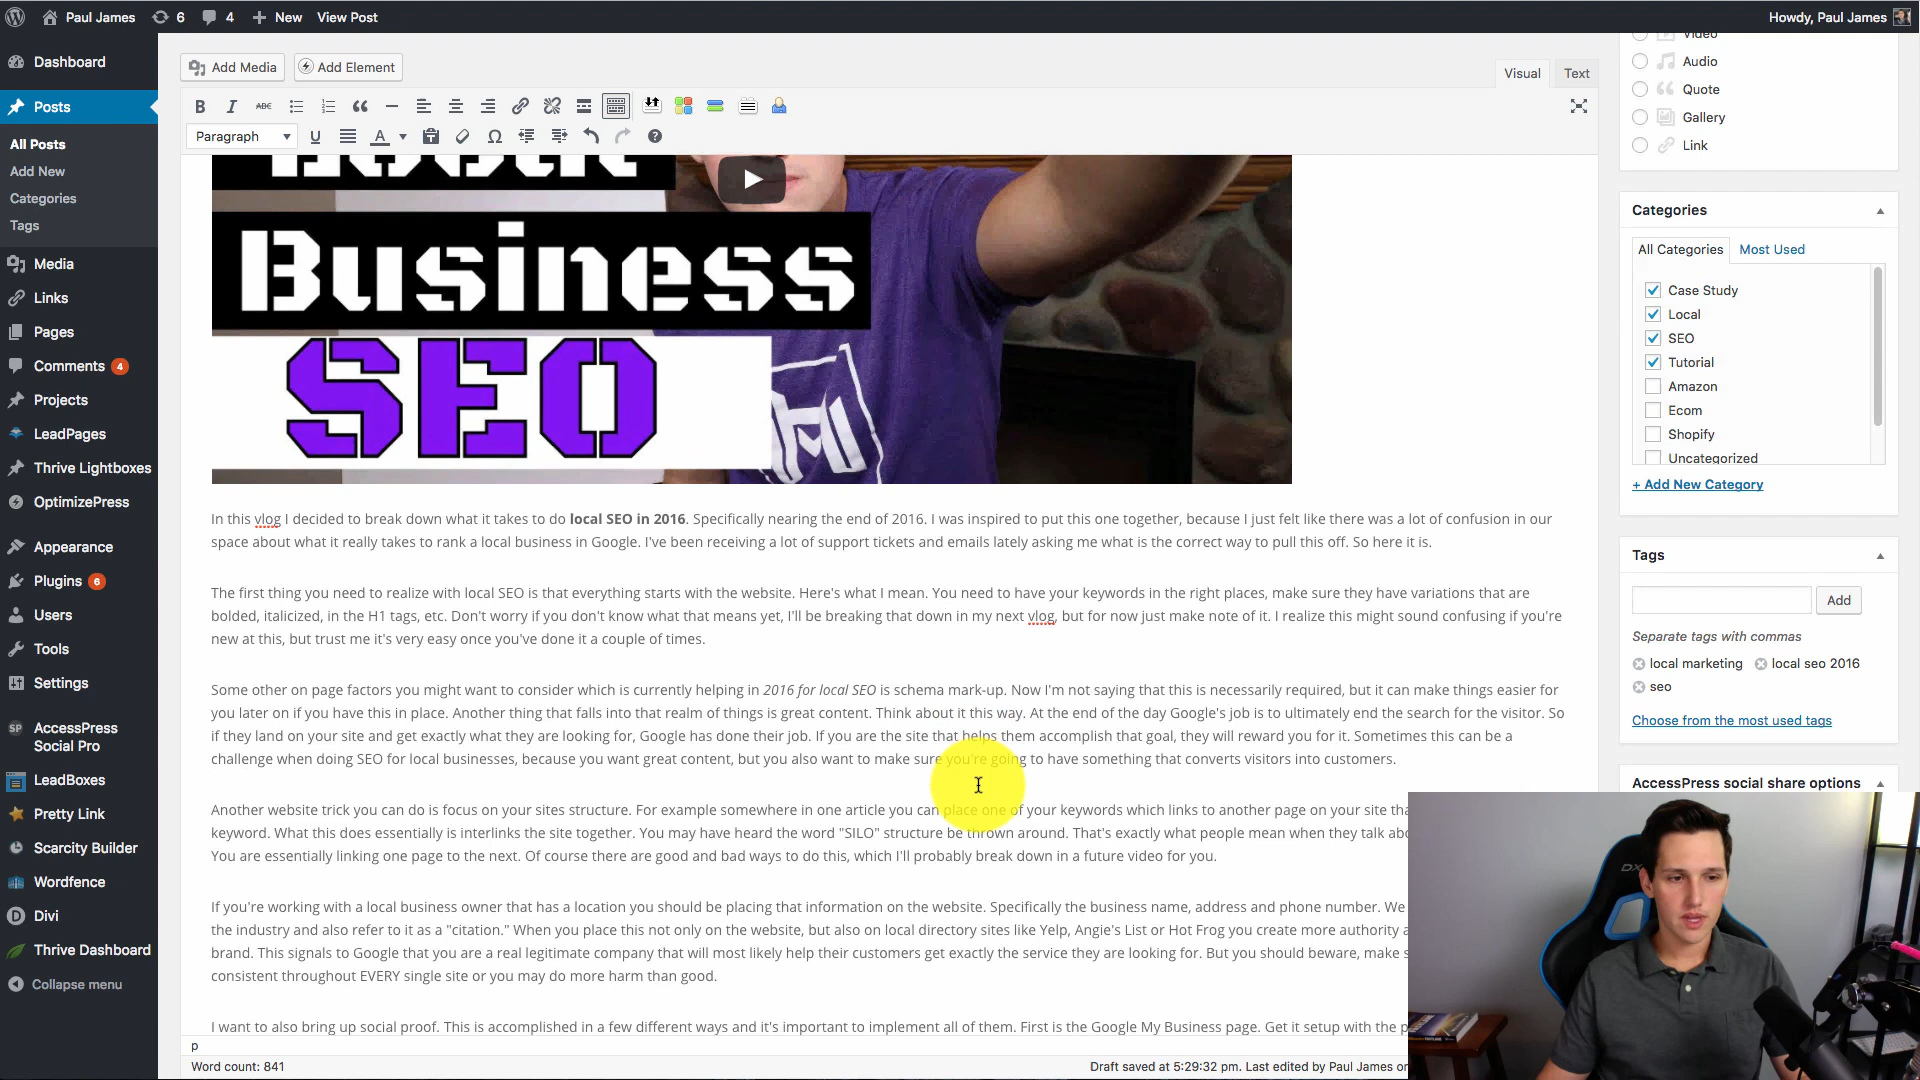 Paul James
6
4
New
View Post
Howdy, Paul James
Dashboard
Posts
All Posts
Add New
Categories
Tags
Media
Links
Pages
Comments 4
Projects
LeadPages
Thrive Lightboxes
OptimizePress
Appearance
Plugins 6
Users
Tools
Settings
AccessPress
Social Pro
LeadBoxes
Pretty Link
Scarcity Builder
Wordfence
Divi
Thrive Dashboard
Collapse menu
Add Media
Add Element
Visual
Text
B I ABC
Paragraph
U
A
Business
SEO
In this vlog I decided to break down what it takes to do local SEO in 2016. Specifically nearing the end of 2016. I was inspired to put this one together, because I just felt like there was a lot of confusion in our
space about what it really takes to rank a local business in Google. I've been receiving a lot of support tickets and emails lately asking me what is the correct way to pull this off. So here it is.
The first thing you need to realize with local SEO is that everything starts with the website. Here's what I mean. You need to have your keywords in the right places, make sure they have variations that are
bolded, italicized, in the H1 tags, etc. Don't worry if you don't know what that means yet, I'll be breaking that down in my next vlog, but for now just make note of it. I realize this might sound confusing if you're
new at this, but trust me it's very easy once you've done it a couple of times.
Some other on page factors you might want to consider which is currently helping in 2016 for local SEO is schema mark-up. Now I'm not saying that this is necessarily required, but it can make things easier for
you later on if you have this in place. Another thing that falls into that realm of things is great content. Think about it this way. At the end of the day Google's job is to ultimately end the search for the visitor. So
if they land on your site and get exactly what they are looking for, Google has done their job. If you are the site that helps them accomplish that goal, they will reward you for it. Sometimes this can be a
challenge when doing SEO for local businesses, because you want great content, but you also want to make sure you're going to have something that converts visitors into customers.
Another website trick you can do is focus on your sites structure. For example somewhere in one article you can place one of your keywords which links to another page on your site
keyword. What this does essentially is interlinks the site together. You may have heard the word "SILO" structure be thrown around. That's exactly what people mean when they talk
You are essentially linking one page to the next. Of course there are good and bad ways to do this, which I'll probably break down in a future video for you.
If you're working with a local business owner that has a location you should be placing that information on the website. Specifically the business name, address and phone number. We
the industry and also refer to it as a "citation." When you place this not only on the website, but also on local directory sites like Yelp, Angie's List or Hot Frog you create more authority
brand. This signals to Google that you are a real legitimate company that will most likely help their customers get exactly the service they are looking for. But you should beware, make
consistent throughout EVERY single site or you may do more harm than good.
I want to also bring up social proof. This is accomplished in a few different ways and it's important to implement all of them. First is the Google My Business page. Get it setup with the
p
Word count: 841
Draft saved at 5:29:32 pm. Last edited by Paul James
Video
Audio
Quote
Gallery
Link
Categories
All Categories
Most Used
Case Study
Local
SEO
Tutorial
Amazon
Ecom
Shopify
Uncategorized
+ Add New Category
Tags
Add
Separate tags with commas
local marketing
local seo 2016
seo
Choose from the most used tags
AccessPress social share options